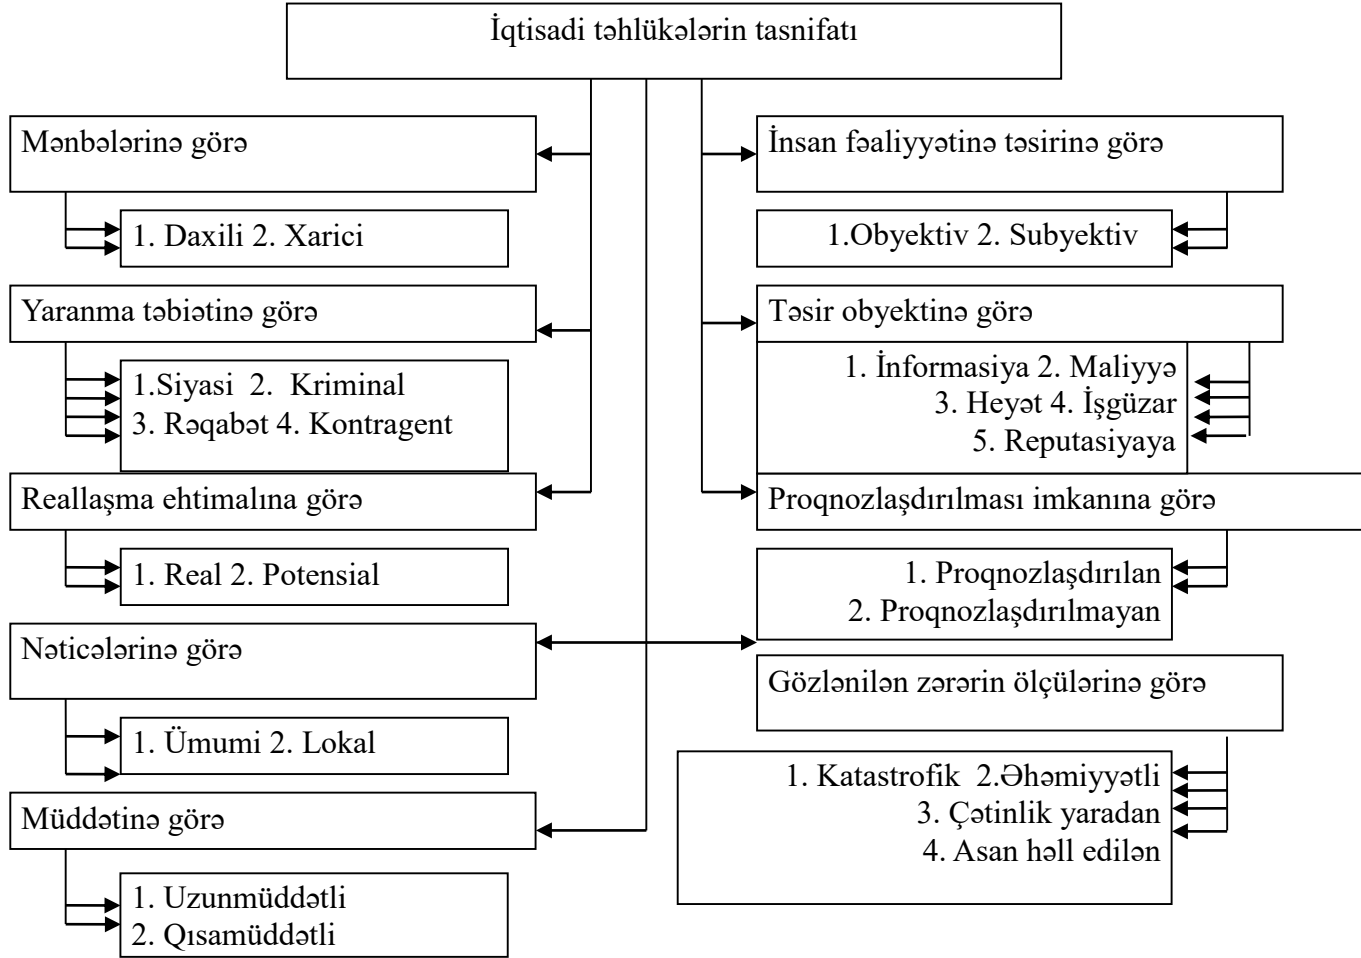 İqtisadi təhlükələrin tasnifatı
Mənbələrinə görə
1. Daxili 2. Xarici
Yaranma təbiətinə görə
1.Siyasi 2. Kriminal
3. Rəqabət 4. Kontragent
Reallaşma ehtimalına görə
1. Real 2. Potensial
Nəticələrinə görə
1. Ümumi 2. Lokal
Müddətinə görə
1. Uzunmüddətli
2. Qısamüddətli
İnsan fəaliyyətinə təsirinə görə
1.Obyektiv 2. Subyektiv
Təsir obyektinə görə
1. İnformasiya 2. Maliyyə
3. Heyət 4. İşgüzar
5. Reputasiyaya
Proqnozlaşdırılması imkanına görə
1. Proqnozlaşdırılan
2. Proqnozlaşdırılmayan
Gözlənilən zərərin ölçülərinə görə
1. Katastrofik 2.Əhəmiyyətli
3. Çətinlik yaradan
4. Asan həll edilən